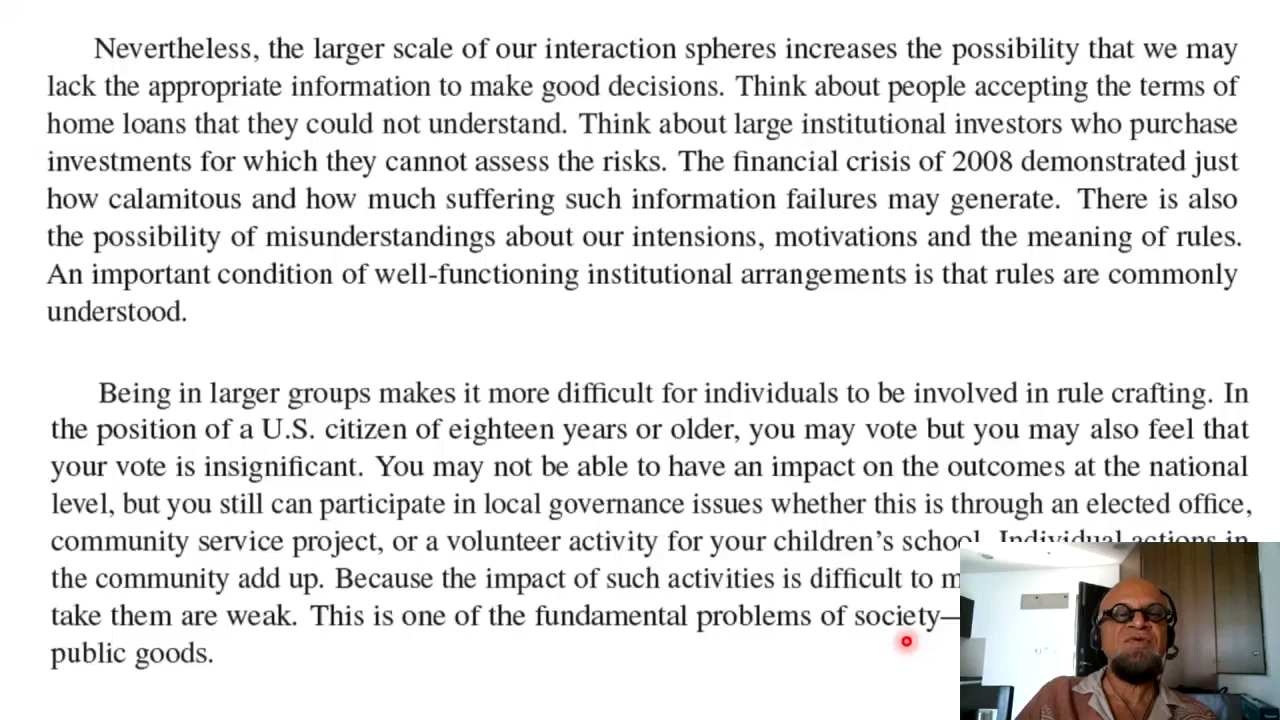 Nevertheless, the larger scale of our interaction spheres increases the possibility that we may
lack the appropriate information to make good decisions. Think about people accepting the terms of
home loans that they could not understand. Think about large institutional investors who purchase
investments for which they cannot assess the risks. The financial crisis of 2008 demonstrated just
how calamitous and how much suffering such information failures may generate. There is also
the possibility of misunderstandings about our intensions, motivations and the meaning of rules.
An important condition of well-functioning institutional arrangements is that rules are commonly
understood.
Being in larger groups makes it more difficult for individuals to be involved in rule crafting. In
the position of a U.S. citizen of eighteen years or older, you may vote but you may also feel that
your vote is insignificant. You may not be able to have an impact on the outcomes at the national
level, but you still can participate in local governance issues whether this is through an elected office,
community service project, or a volunteer activity for your children's school. Individual actions in
the community add up. Because the impact of such activities is difficult to
take them are weak. This is one of the fundamental problems of society—
public goods.